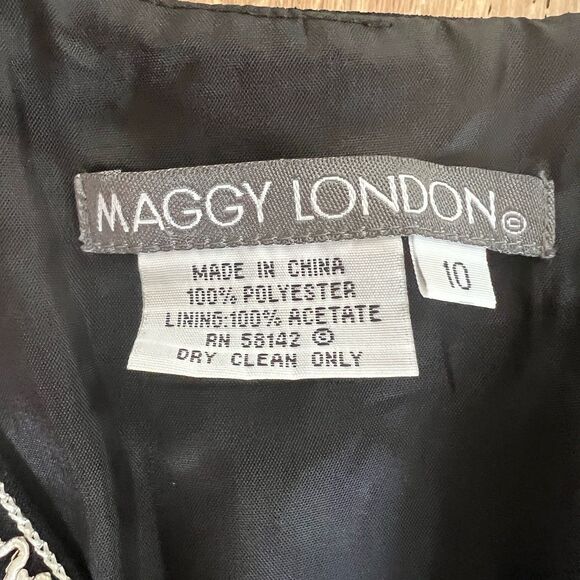 MAGGY LONDON©
MADE IN CHINA
100% POLYESTER
LINING:100% ACETATE
RN 58142 ©
DRY CLEAN ONLY
10